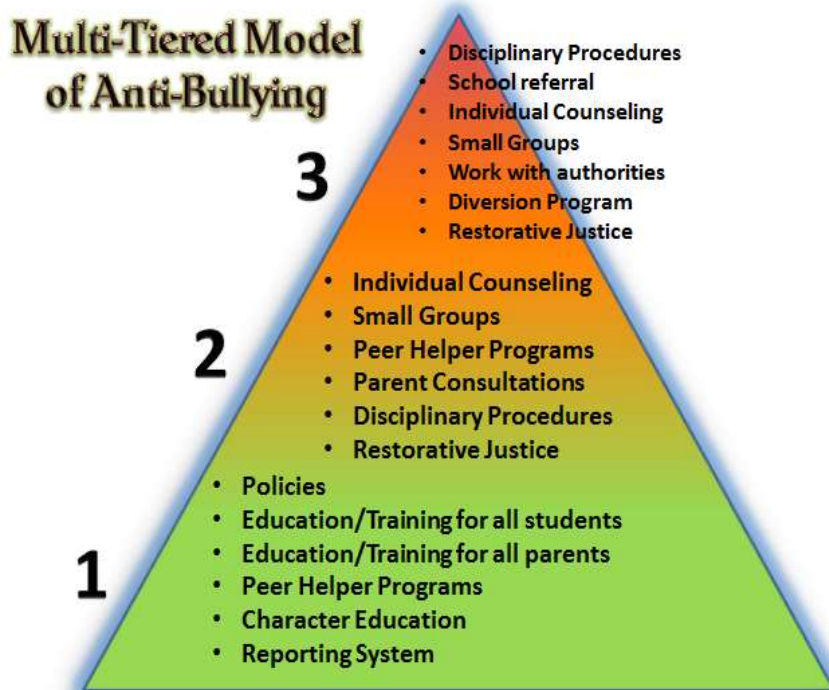 Multi-Tiered Model
of Anti-Bullying
3
• Disciplinary Procedures
• School referral
• Individual Counseling
• Small Groups
• Work with authorities
• Diversion Program
• Restorative Justice
2
• Individual Counseling
• Small Groups
• Peer Helper Programs
• Parent Consultations
• Disciplinary Procedures
• Restorative Justice
1
• Policies
• Education/Training for all students
• Education/Training for all parents
• Peer Helper Programs
• Character Education
• Reporting System